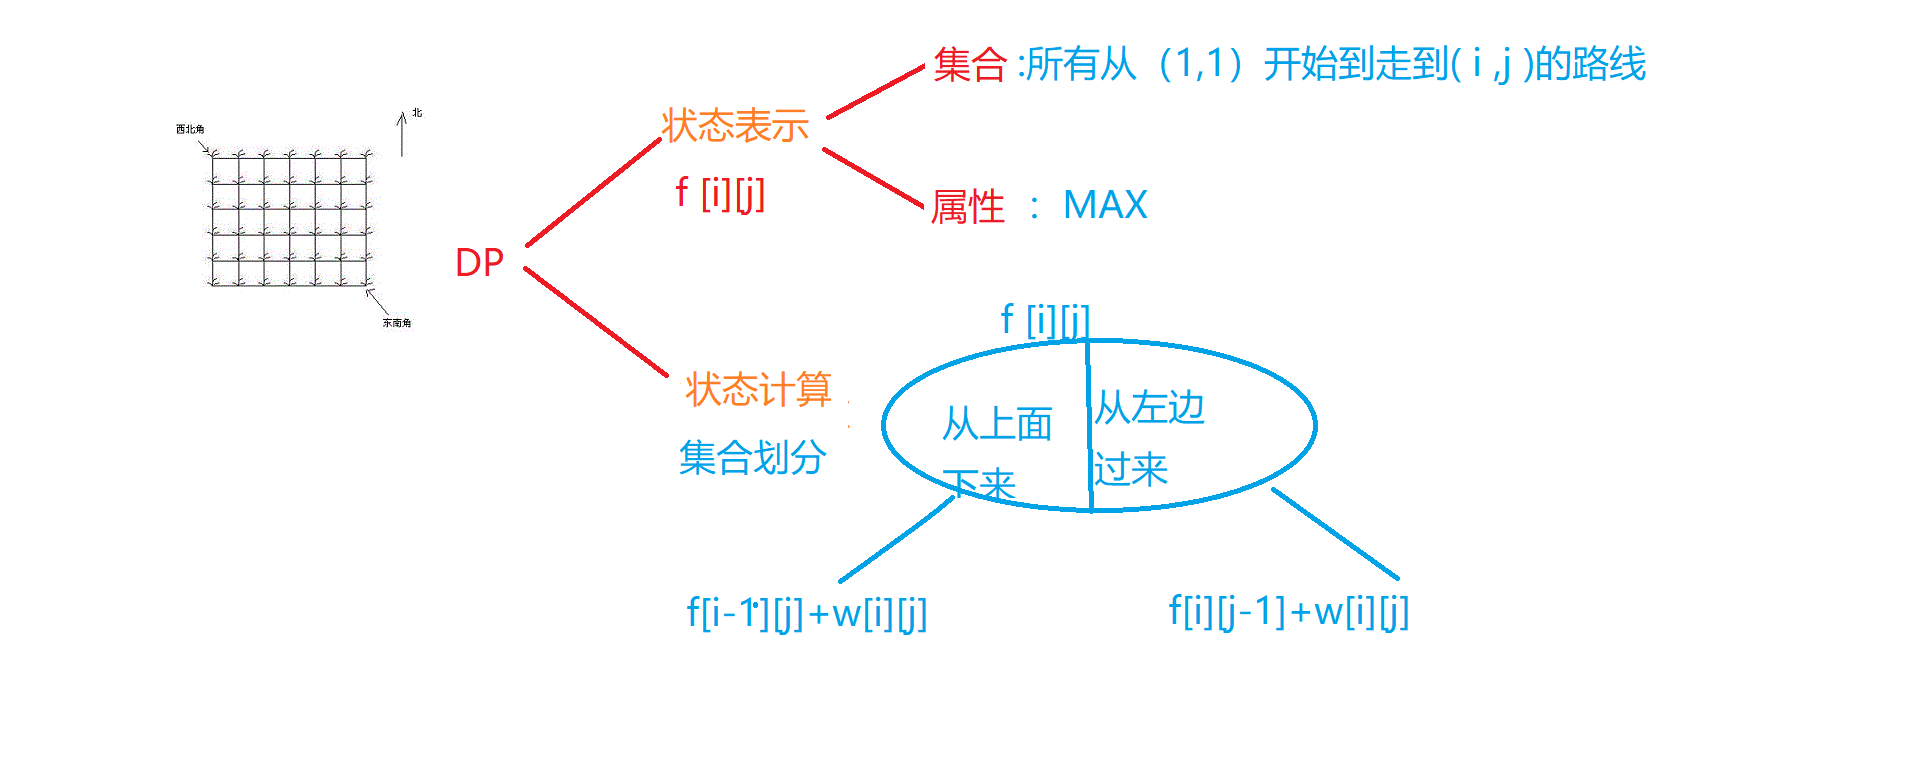 集合 :所有从（1,1）开始到走到( i ,j )的路线
北
西北角
状态表示
f [i][j]
属性 ： MAX
DP
东南角
f [i][j]
状态计算
集合划分
从上面
下来
从左边
过来
f[i-1][j]+w[i][j]
f[i][j-1]+w[i][j]